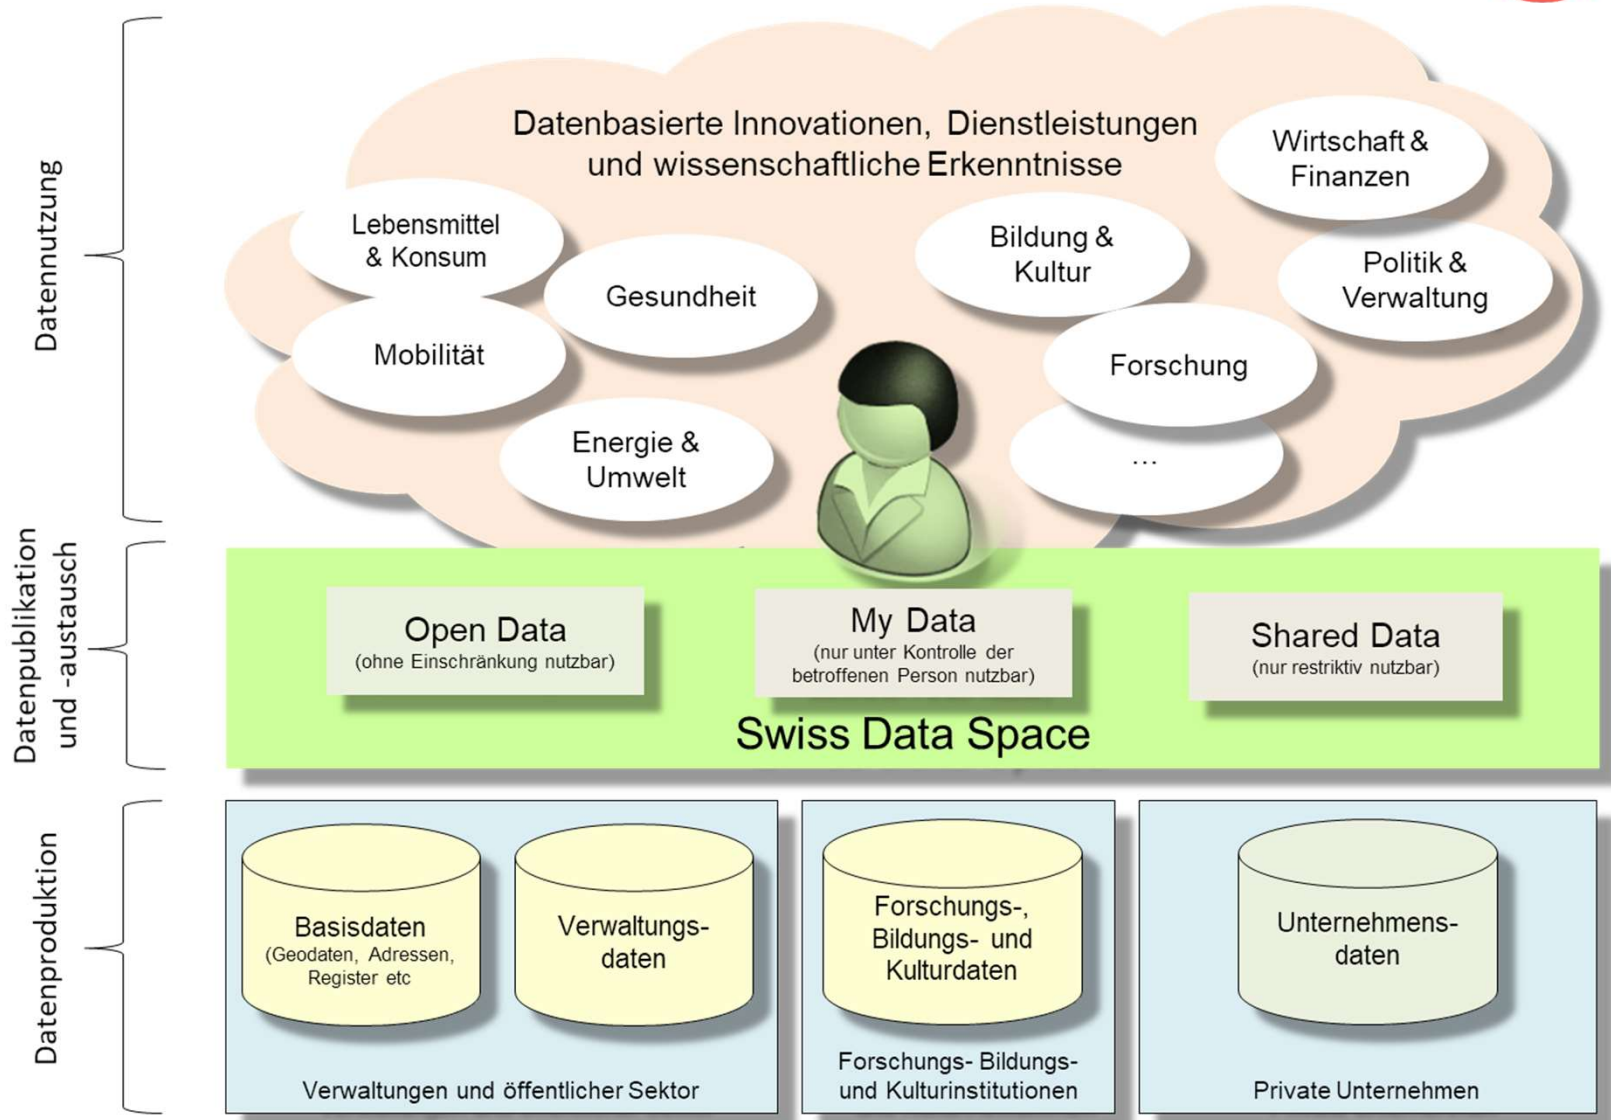 Datennutzung
Datenbasierte Innovationen, Dienstleistungen
und wissenschaftliche Erkenntnisse
Wirtschaft &
Finanzen
Lebensmittel
& Konsum
Bildung &
Kultur
Politik &
Verwaltung
Gesundheit
Mobilität
Forschung
Energie &
Umwelt
...
Datenpublikation
und -austausch
Open Data
(ohne Einschränkung nutzbar)
My Data
(nur unter Kontrolle der
betroffenen Person nutzbar)
Shared Data
(nur restriktiv nutzbar)
Swiss Data Space
Datenproduktion
Basisdaten
(Geodaten, Adressen,
Register etc
Verwaltungs-
daten
Forschungs-,
Bildungs- und
Kulturdaten
Unternehmens-
daten
Verwaltungen und öffentlicher Sektor
Forschungs- Bildungs-
und Kulturinstitutionen
Private Unternehmen